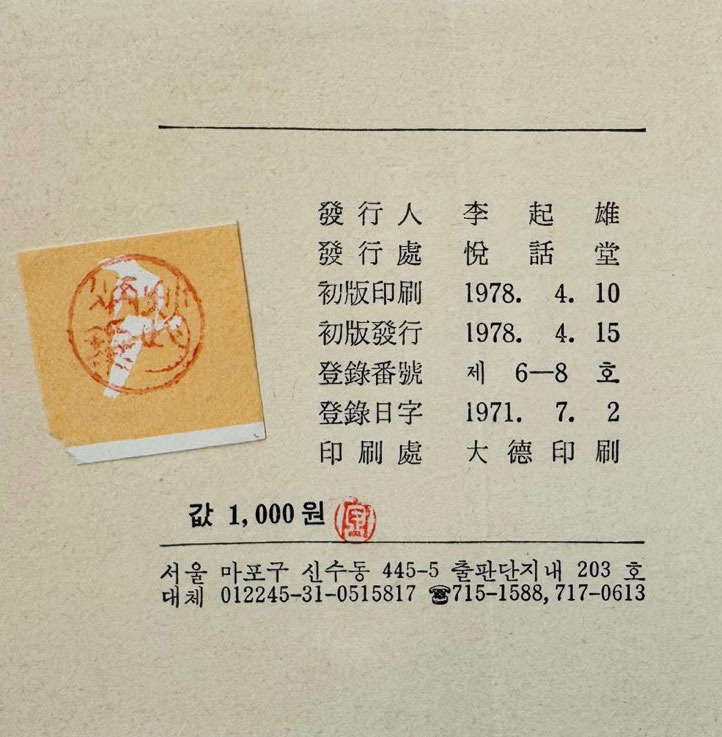 發行人 李起雄
發行處 悅話堂
初版印刷 1978. 4. 10
初版發行 1978. 4. 15
登錄番號 제 6—8 호
登錄日字 1971. 7. 2
印刷處 大德印刷
값 1,000원
서울 마포구 신수동 445-5 출판단지내 203 호
대체 012245-31-0515817 ☎715-1588, 717-0613